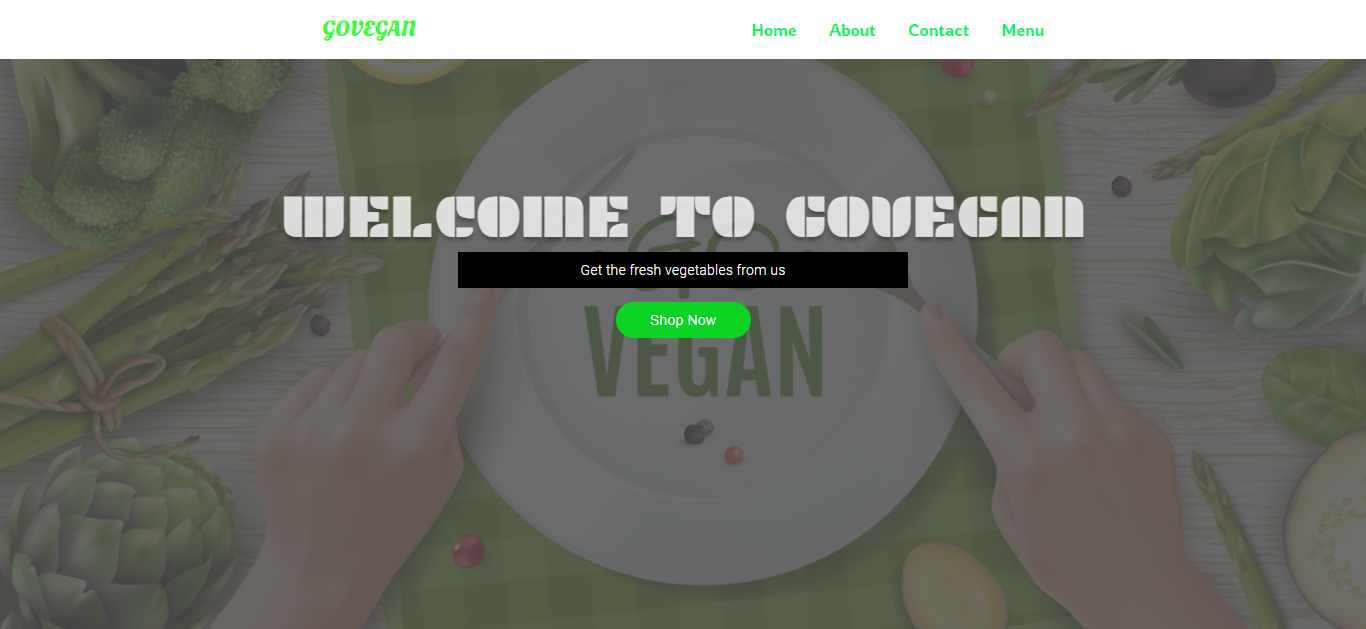 GOVEGAN
Home About Contact Menu
WELCOME TO GOVEGAN
Get the fresh vegetables from us
Shop Now
GO
VEGAN